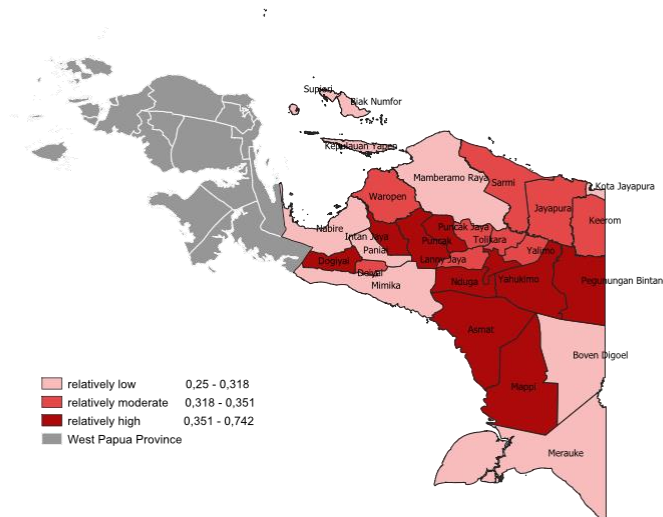 Supiori
Biak Numfor
Kepulauan Yapen
Mamberamo Raya
Sarmi
Kota Jayapura
Waropen
Jayapura
Keerom
Nabire
Intan Jaya
Puncak Jaya
Puncak
Tolikara
Paniai
Yalimo
Dogiyai
Lanny Jaya
Deiyai
Mimika
Nduga
Yahukimo
Pegunungan Bintan
Asmat
Boven Digoel
Mappi
Merauke
relatively low 0,25 - 0,318
relatively moderate 0,318 - 0,351
relatively high 0,351 - 0,742
West Papua Province